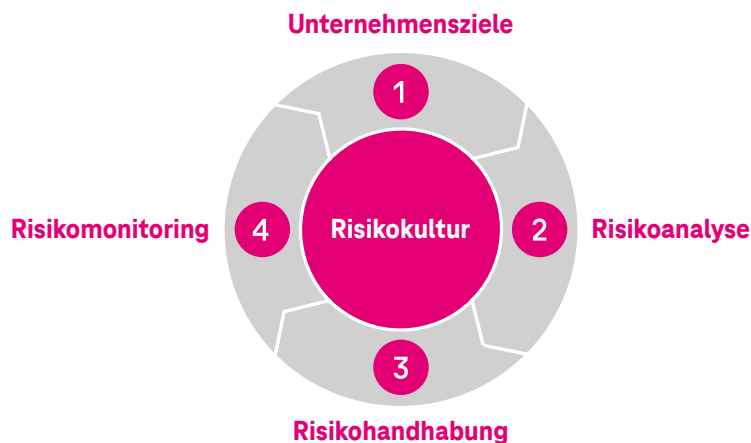 Unternehmensziele
1
Risikomonitoring
4
Risikokultur
2
Risikoanalyse
3
Risikohandhabung